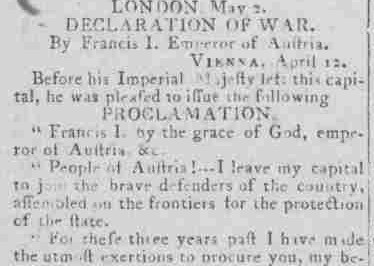 LONDON, May 2.
DECLARATION OF WAR.
By Francis I. Emperor of Auſtria.
VIENNA, April 12.
Before his Imperial Majeſty left this capi-
tal, he was pleaſed to iſſue the following
PROCLAMATION.
" Francis I. by the grace of God, empe-
ror of Auſtria, &c.
" People of Auſtria!---I leave my capital
to join the brave defenders of the country,
aſſembled on the frontiers for the protection
of the ſtate.
" For theſe three years paſt I have made
the utmoſt exertions to procure you, my be-